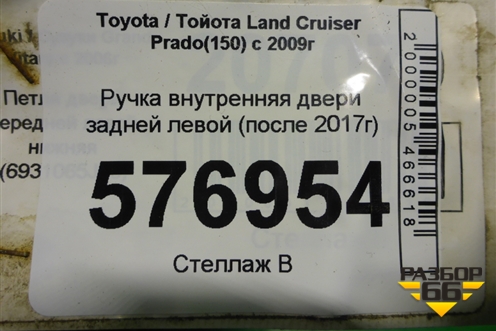 Toyota / Тойота Land Cruiser
Prado(150) с 2009г
Ручка внутренняя двери
задней левой (после 2017г)
576954
Стеллаж В
2000005466618
РАЗБОР
66